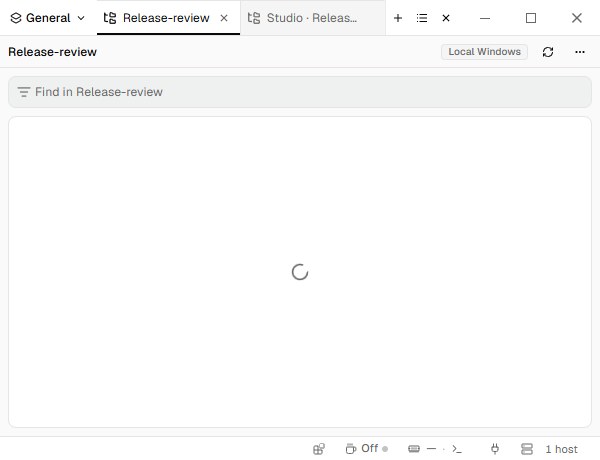 General
Release-review
Studio · Releas...
Release-review
Local Windows
Find in Release-review
Off
1 host